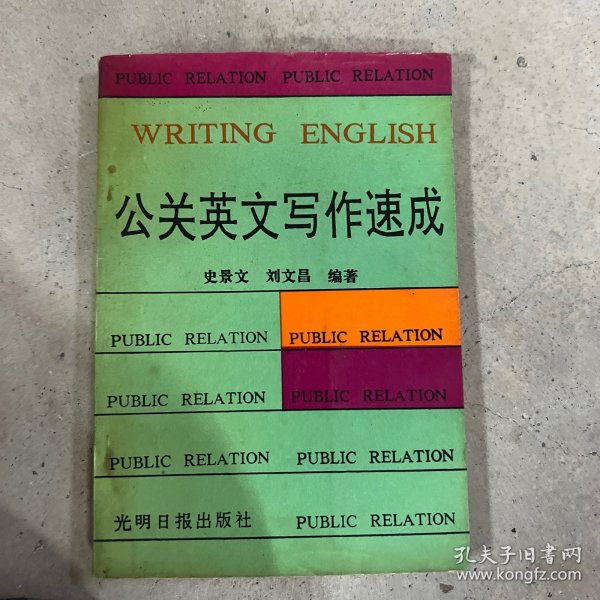 PUBLIC RELATION PUBLIC RELATION
WRITING ENGLISH
公关英文写作速成
史景文 刘文昌 编著
PUBLIC RELATION PUBLIC RELATION
PUBLIC RELATION PUBLIC RELATION
PUBLIC RELATION PUBLIC RELATION
光明日报出版社 PUBLIC RELATION
孔夫子旧书网
www.kongfz.com